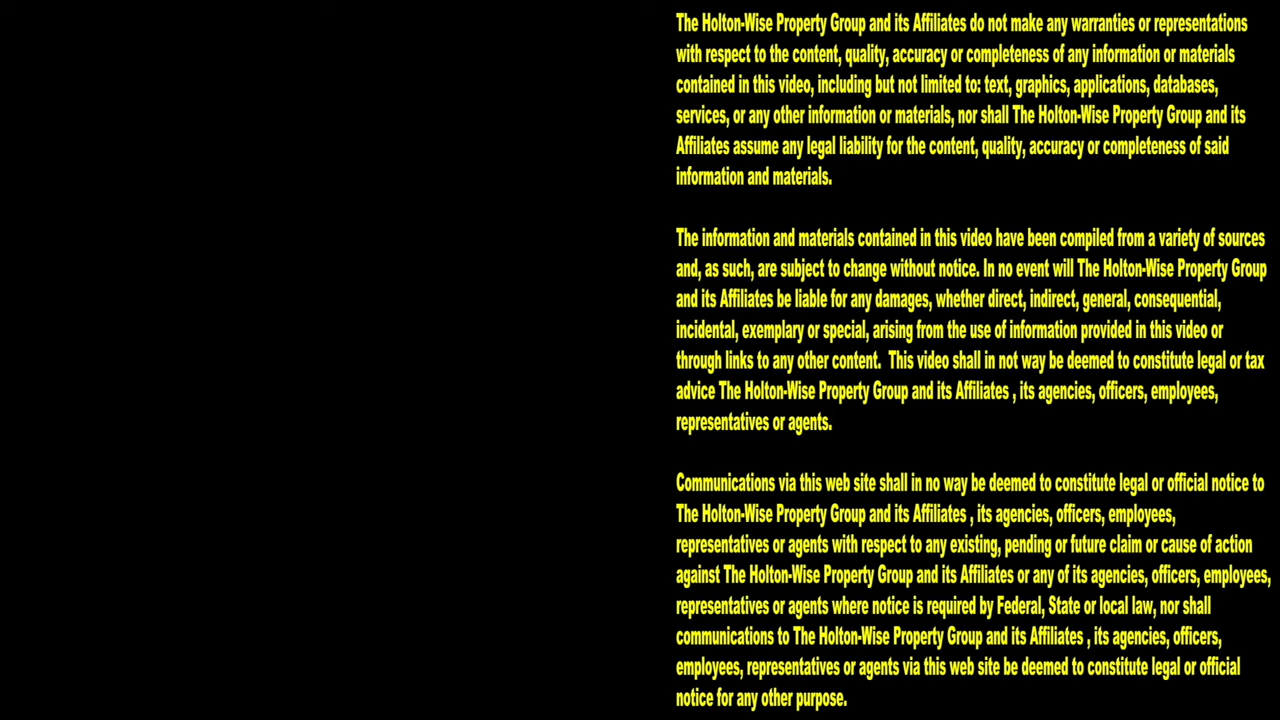 The Holton-Wise Property Group and its Affiliates do not make any warranties or representations
with respect to the content, quality, accuracy or completeness of any information or materials
contained in this video, including but not limited to: text, graphics, applications, databases,
services, or any other information or materials, nor shall The Holton-Wise Property Group and its
Affiliates assume any legal liability for the content, quality, accuracy or completeness of said
information and materials.
The information and materials contained in this video have been compiled from a variety of sources
and, as such, are subject to change without notice. In no event will The Holton-Wise Property Group
and its Affiliates be liable for any damages, whether direct, indirect, general, consequential,
incidental, exemplary or special, arising from the use of information provided in this video or
through links to any other content.  This video shall in not way be deemed to constitute legal or tax
advice The Holton-Wise Property Group and its Affiliates , its agencies, officers, employees,
representatives or agents.
Communications via this web site shall in no way be deemed to constitute legal or official notice to
The Holton-Wise Property Group and its Affiliates , its agencies, officers, employees,
representatives or agents with respect to any existing, pending or future claim or cause of action
against The Holton-Wise Property Group and its Affiliates or any of its agencies, officers, employees,
representatives or agents where notice is required by Federal, State or local law, nor shall
communications to The Holton-Wise Property Group and its Affiliates , its agencies, officers,
employees, representatives or agents via this web site be deemed to constitute legal or official
notice for any other purpose.